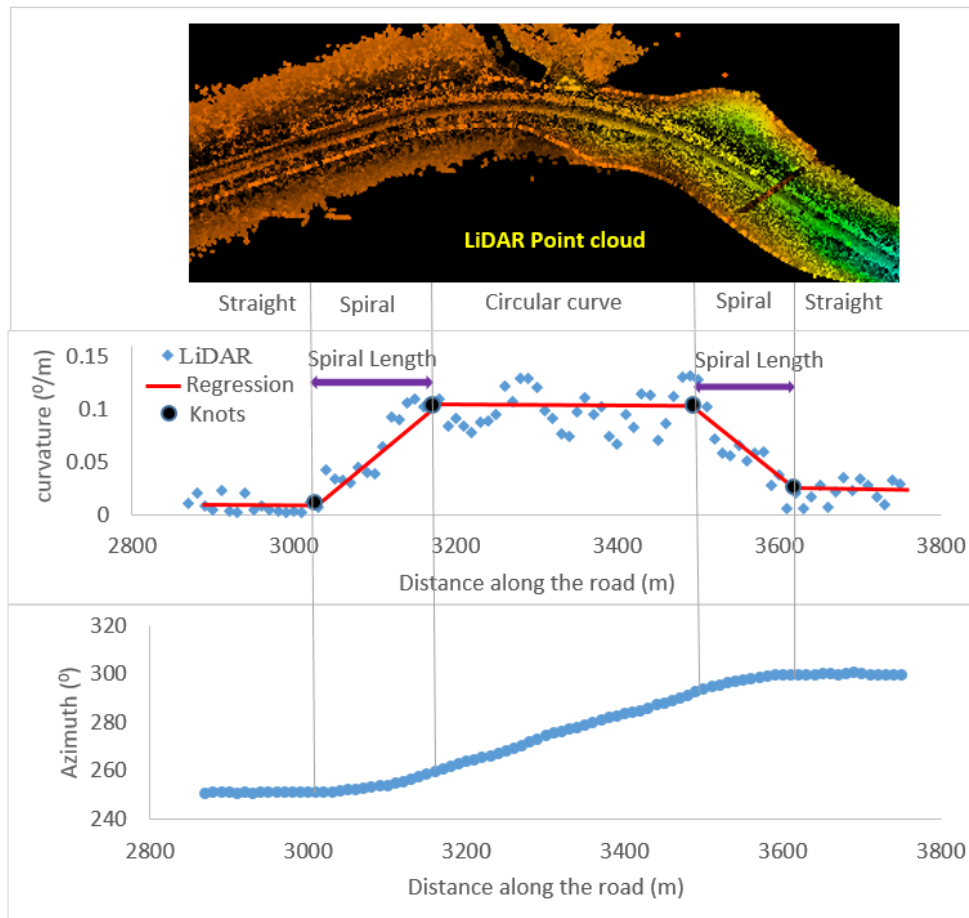 LiDAR Point cloud
Straight Spiral Circular curve Spiral Straight
0.15
0.1
0.05
0
curvature (⁰/m)
LiDAR
Regression
Knots
Spiral Length
Spiral Length
2800 3000 3200 3400 3600 3800
Distance along the road (m)
320
300
280
260
240
Azimuth (⁰)
2800 3000 3200 3400 3600 3800
Distance along the road (m)